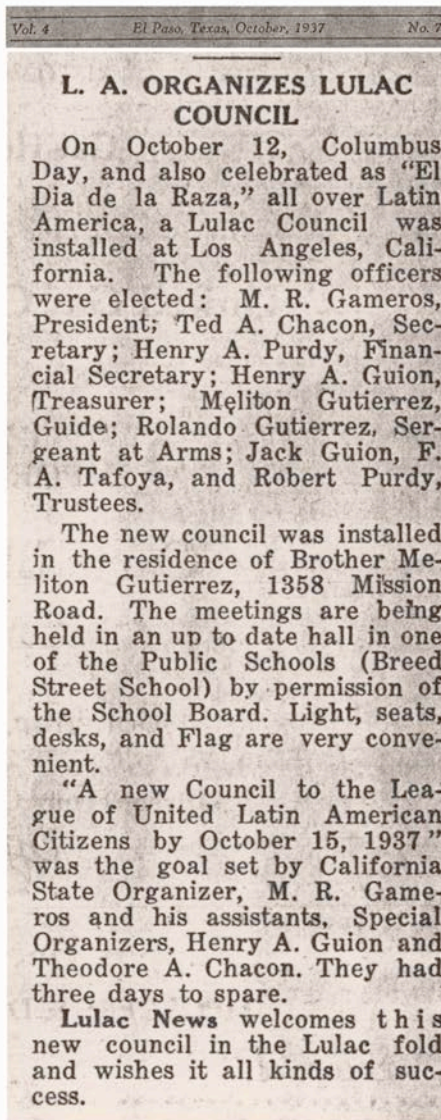 Vol. 4 El Paso, Texas, October, 1937 No. 7
L. A. ORGANIZES LULAC
COUNCIL
On October 12, Columbus
Day, and also celebrated as "El
Dia de la Raza," all over Latin
America, a Lulac Council was
installed at Los Angeles, Cali-
fornia. The following officers
were elected: M. R. Gameros,
President; Ted A. Chacon, Sec-
retary; Henry A. Purdy, Finan-
cial Secretary; Henry A. Guion,
Treasurer; Meliton Gutierrez,
Guide; Rolando Gutierrez, Ser-
geant at Arms; Jack Guion, F.
A. Tafoya, and Robert Purdy,
Trustees.
The new council was installed
in the residence of Brother Me-
liton Gutierrez, 1358 Mission
Road. The meetings are being
held in an up to date hall in one
of the Public Schools (Breed
Street School) by permission of
the School Board. Light, seats,
desks, and Flag are very conve-
nient.
"A new Council to the Lea-
gue of United Latin American
Citizens by October 15, 1937"
was the goal set by California
State Organizer, M. R. Game-
ros and his assistants, Special
Organizers, Henry A. Guion and
Theodore A. Chacon. They had
three days to spare.
Lulac News welcomes this
new council in the Lulac fold
and wishes it all kinds of suc-
cess.